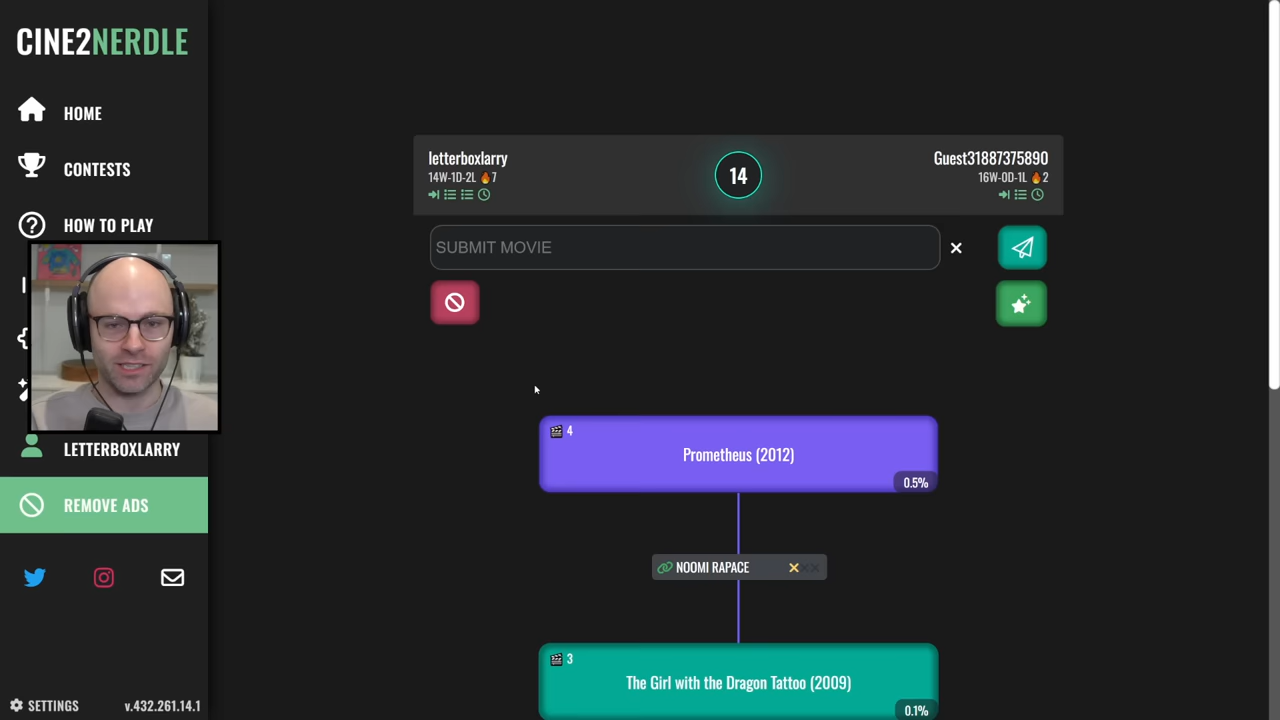 CINE2NERDLE
HOME
CONTESTS
HOW TO PLAY
LETTERBOXLARRY
REMOVE ADS
SETTINGS
v.432.261.14.1
letterboxlarry
14W-1D-2L 🔥7
14
Guest31887375890
16W-0D-1L 🔥2
SUBMIT MOVIE
4
Prometheus (2012)
0.5%
NOOMI RAPACE
3
The Girl with the Dragon Tattoo (2009)
0.1%